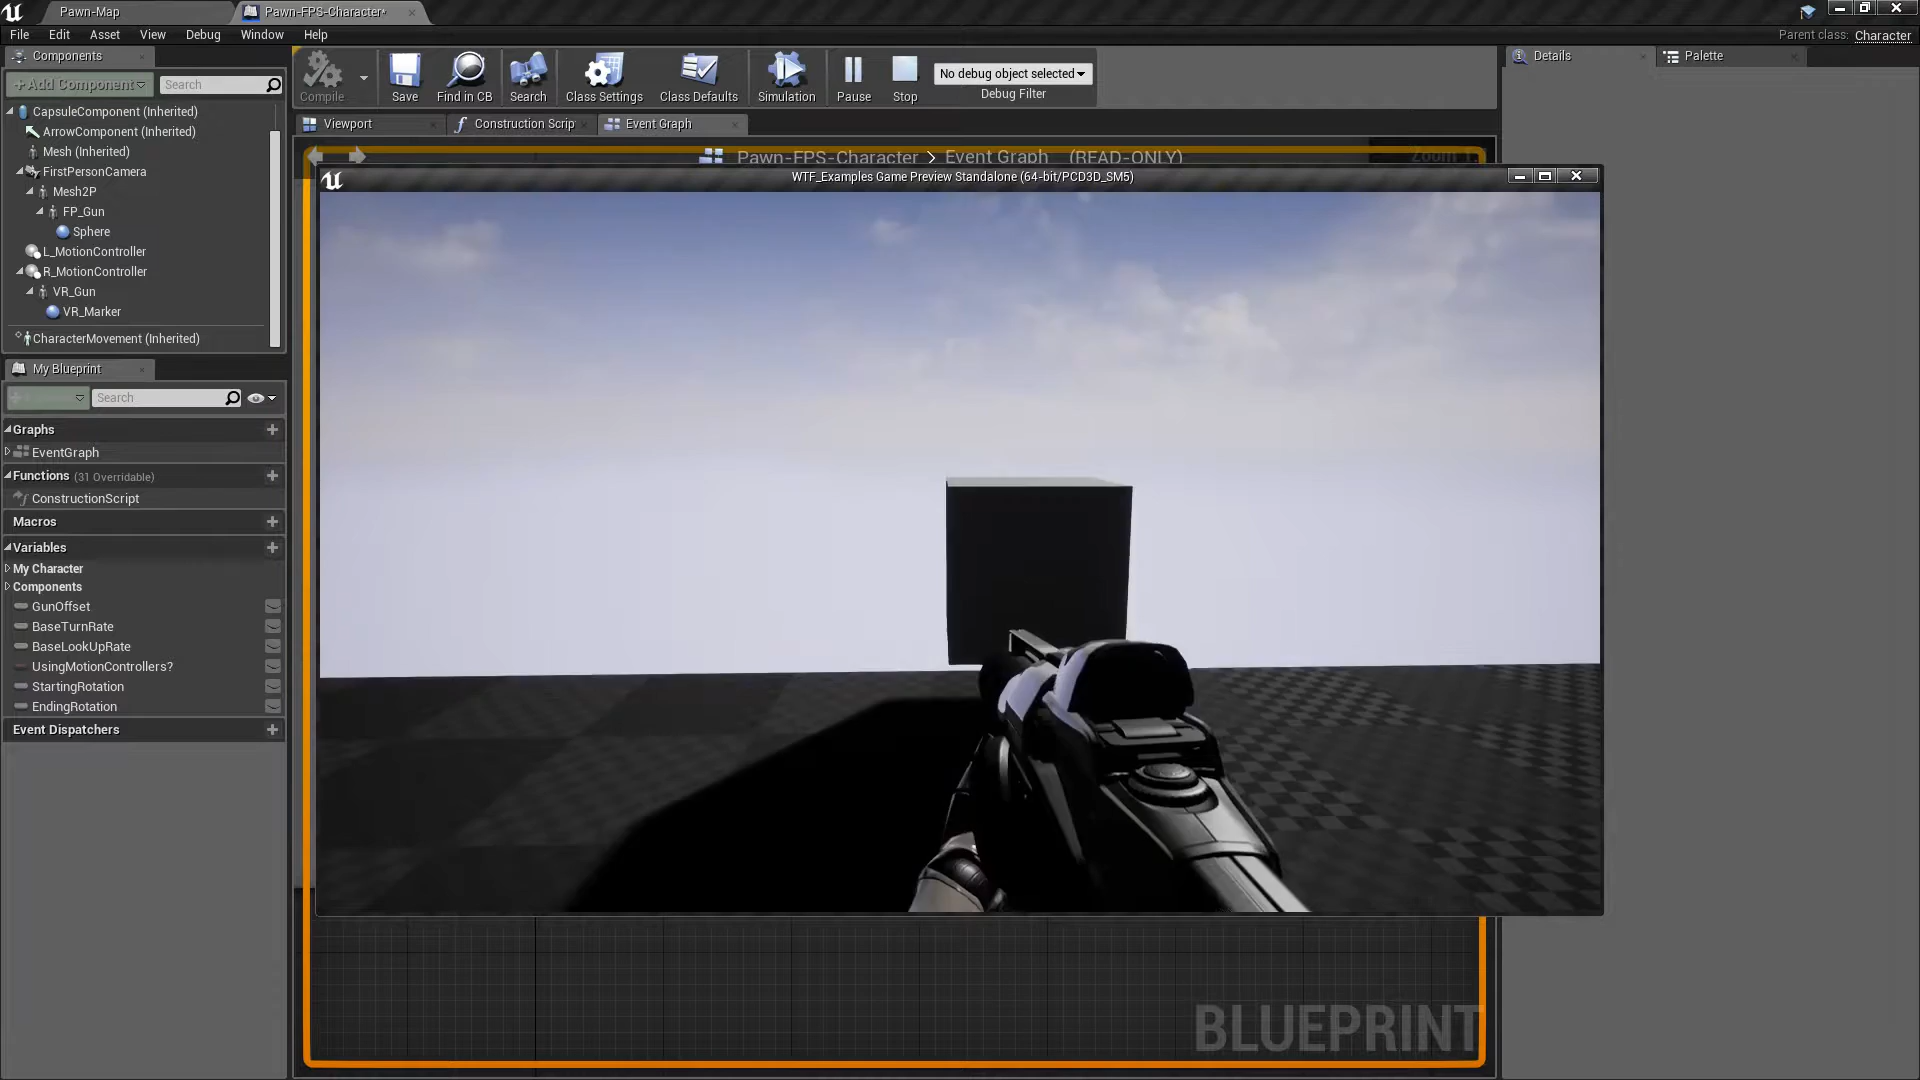 Pawn-Map
Pawn-FPS-Character*
File Edit Asset View Debug Window Help
Parent class: Character
Components
+Add Component
Search
CapsuleComponent (Inherited)
ArrowComponent (Inherited)
Mesh (Inherited)
FirstPersonCamera
Mesh2P
FP_Gun
Sphere
L_MotionController
R_MotionController
VR_Gun
VR_Marker
CharacterMovement (Inherited)
My Blueprint
Search
Graphs
EventGraph
Functions (31 Overridable)
ConstructionScript
Macros
Variables
My Character
Components
GunOffset
BaseTurnRate
BaseLookUpRate
UsingMotionControllers?
StartingRotation
EndingRotation
Event Dispatchers
Compile
Save
Find in CB
Search
Class Settings
Class Defaults
Simulation
Pause
Stop
No debug object selected
Debug Filter
Viewport
Construction Scrip
Event Graph
Pawn-FPS-Character > Event Graph (READ-ONLY)
WTF_Examples Game Preview Standalone (64-bit/PCD3D_SM5)
BLUEPRINT
Details
Palette